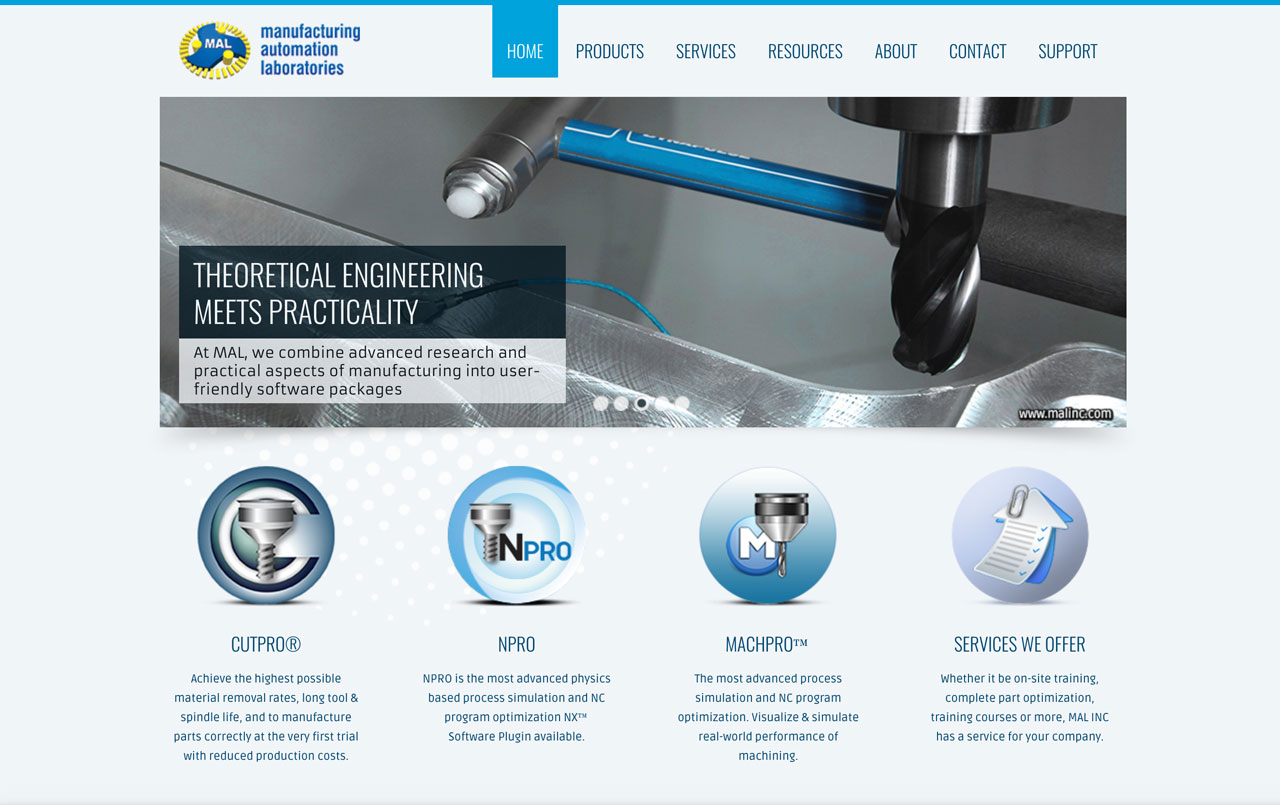 MAL
manufacturing
automation
laboratories
HOME PRODUCTS SERVICES RESOURCES ABOUT CONTACT SUPPORT
THEORETICAL ENGINEERING
MEETS PRACTICALITY
At MAL, we combine advanced research and
practical aspects of manufacturing into user-
friendly software packages
www.malinc.com
NPRO
M
CUTPRO®
Achieve the highest possible
material removal rates, long tool &
spindle life, and to manufacture
parts correctly at the very first trial
with reduced production costs.
NPRO
NPRO is the most advanced physics
based process simulation and NC
program optimization NX™
Software Plugin available.
MACHPRO™
The most advanced process
simulation and NC program
optimization. Visualize & simulate
real-world performance of
machining.
SERVICES WE OFFER
Whether it be on-site training,
complete part optimization,
training courses or more, MAL INC
has a service for your company.